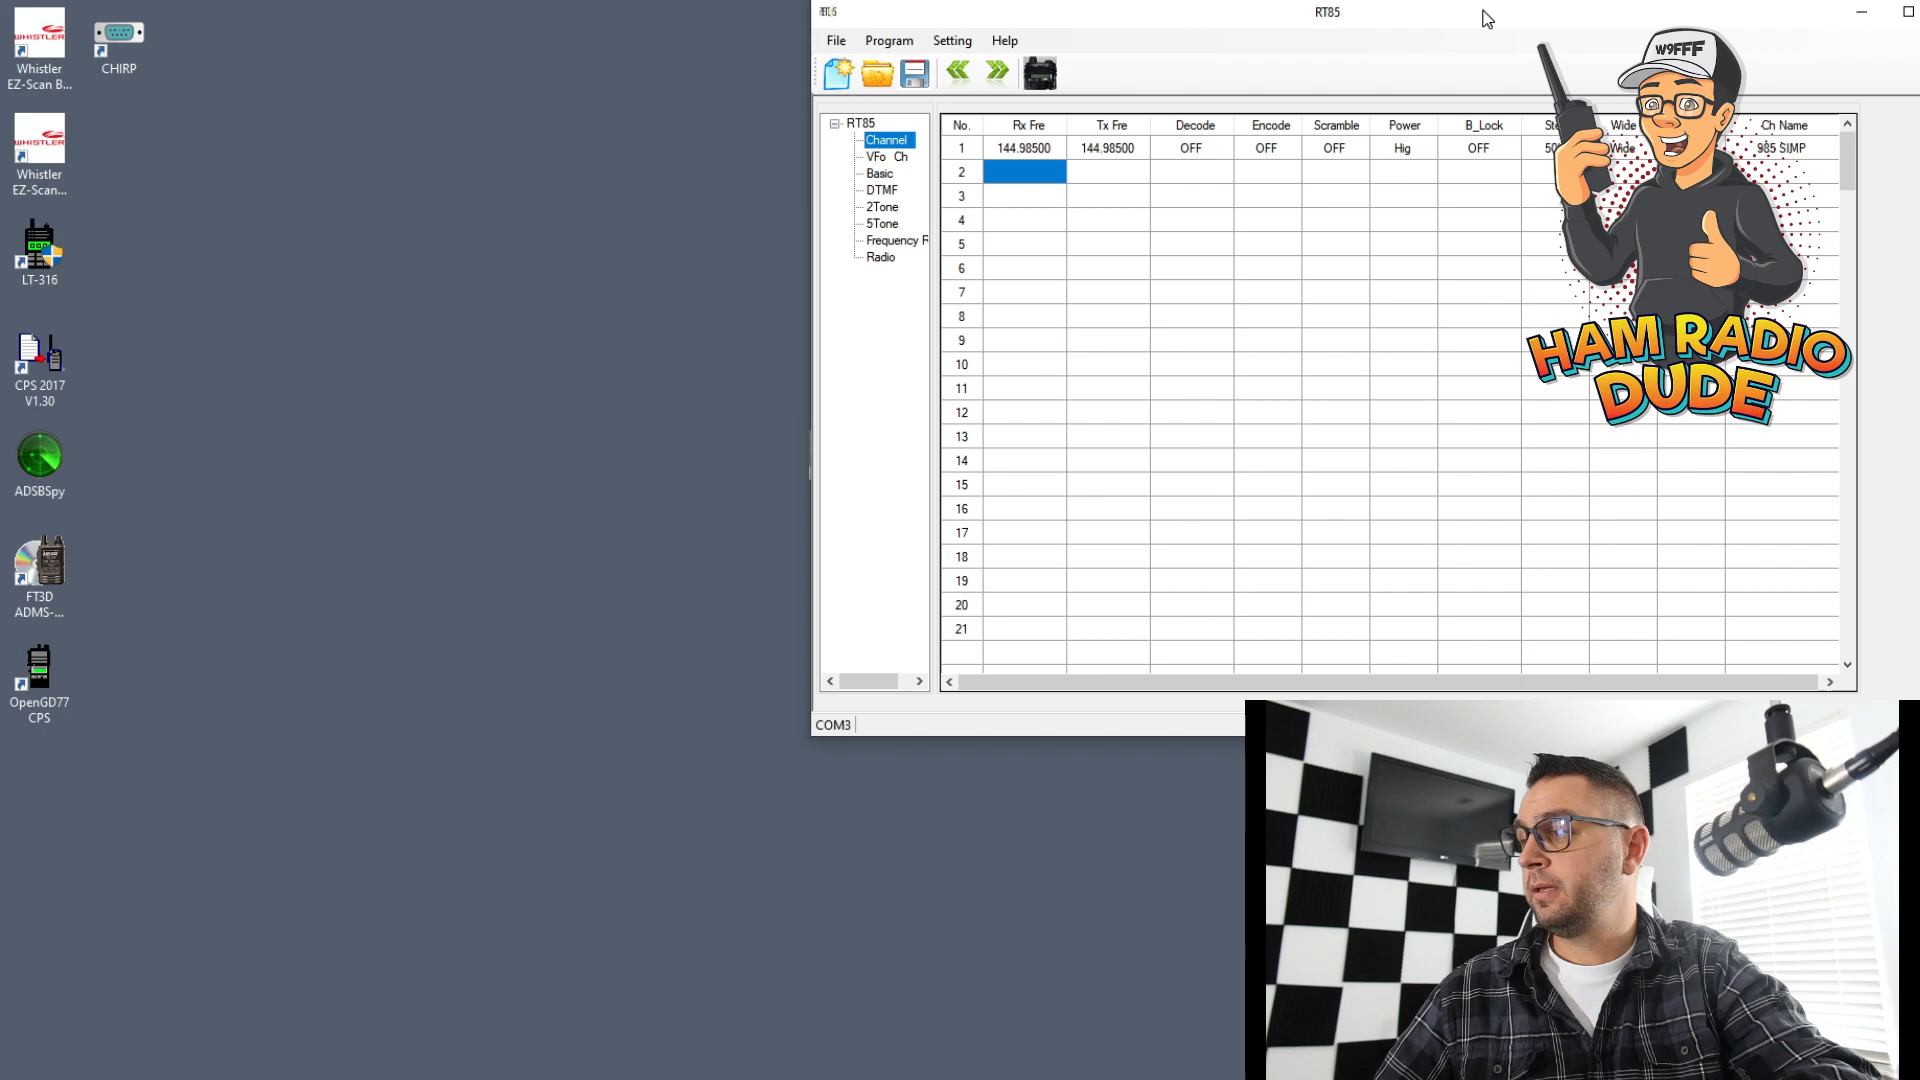 WHISTLER
Whistler
EZ-Scan B...
CHIRP
WHISTLER
Whistler
EZ-Scan...
LT-316
CPS 2017
V1.30
ADSBSpy
FT3D
ADMS-...
OpenGD77
CPS
RT85
File Program Setting Help
RT85
Channel
VFo Ch
Basic
DTMF
2Tone
5Tone
Frequency R
Radio
No. Rx Fre Tx Fre Decode Encode Scramble Power B_Lock Wide Ch Name
1 144.98500 144.98500 OFF OFF OFF Hig OFF Wide 985 SIMP
2
3
4
5
6
7
8
9
10
11
12
13
14
15
16
17
18
19
20
21
COM3
W9FFF
HAM RADIO
DUDE